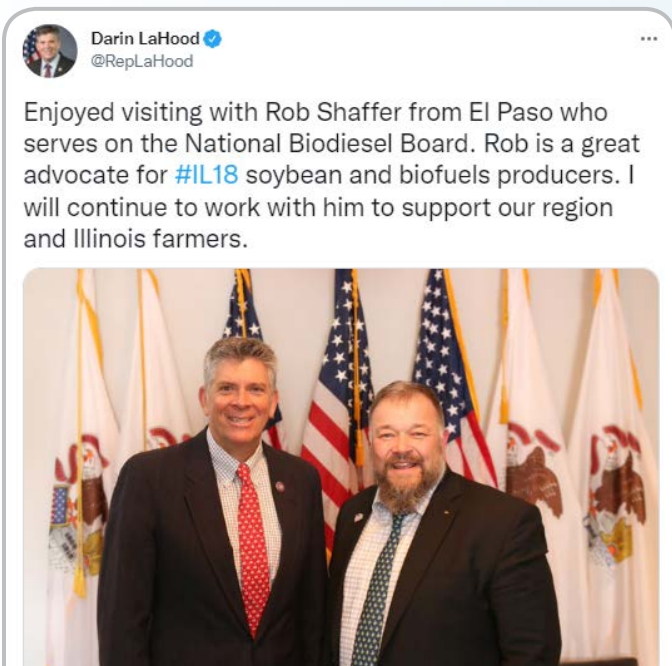 Darin LaHood
@RepLaHood
Enjoyed visiting with Rob Shaffer from El Paso who
serves on the National Biodiesel Board. Rob is a great
advocate for #IL18 soybean and biofuels producers. I
will continue to work with him to support our region
and Illinois farmers.